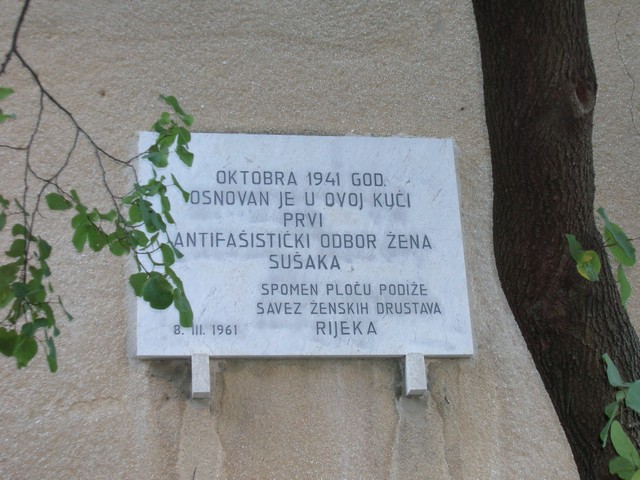 OKTOBRA 1941 GOD.
OSNOVAN JE U OVOJ KUĆI
PRVI
ANTIFAŠISTIČKI ODBOR ŽENA
SUŠAKA
SPOMEN PLOČU PODIŽE
SAVEZ ŽENSKIH DRUSTAVA
8. III. 1961 RIJEKA